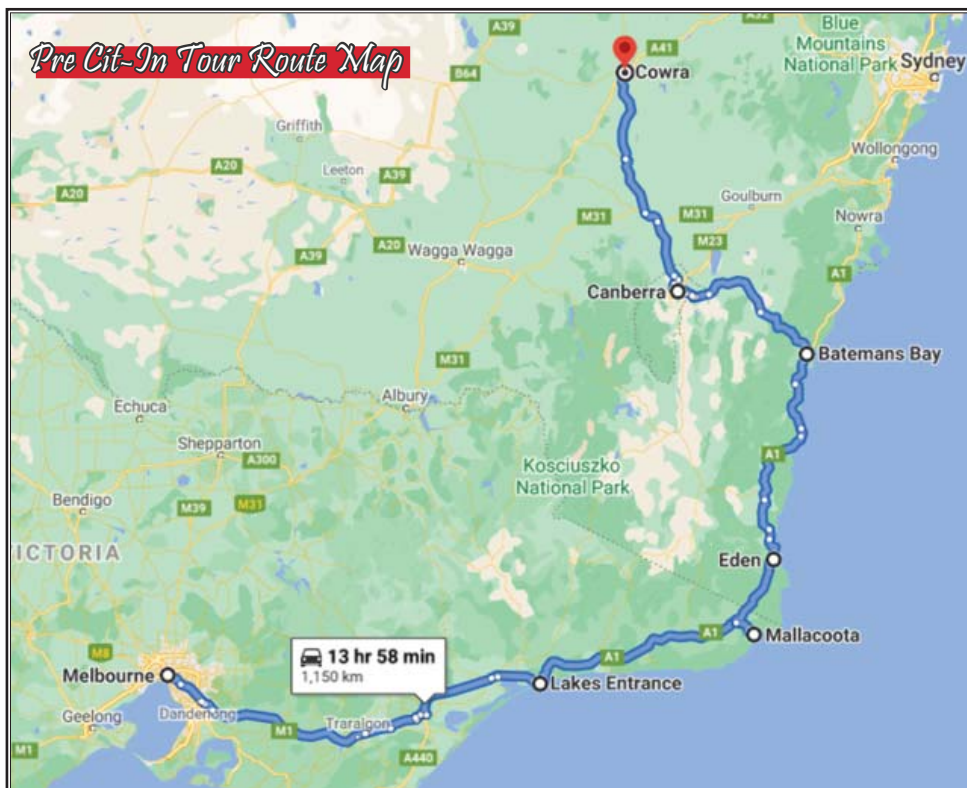 Pre Cit-In Tour Route Map
A39
A41
A32
Blue
Mountains
National Park
Sydney
B64
Cowra
Griffith
Wollongong
A20
Leeton
A39
A20
Goulburn
M31
M31
Nowra
A20
M23
A39
Wagga Wagga
A1
Canberra
Batemans Bay
M31
Albury
Echuca
Shepparton
A300
A1
Kosciuszko
National Park
Bendigo
M39
M31
VICTORIA
Eden
A1
Mallacoota
M8
13 hr 58 min
1,150 km
A1
Melbourne
Lakes Entrance
Geelong
Dandenong
Traralgon
M1
M1
A440